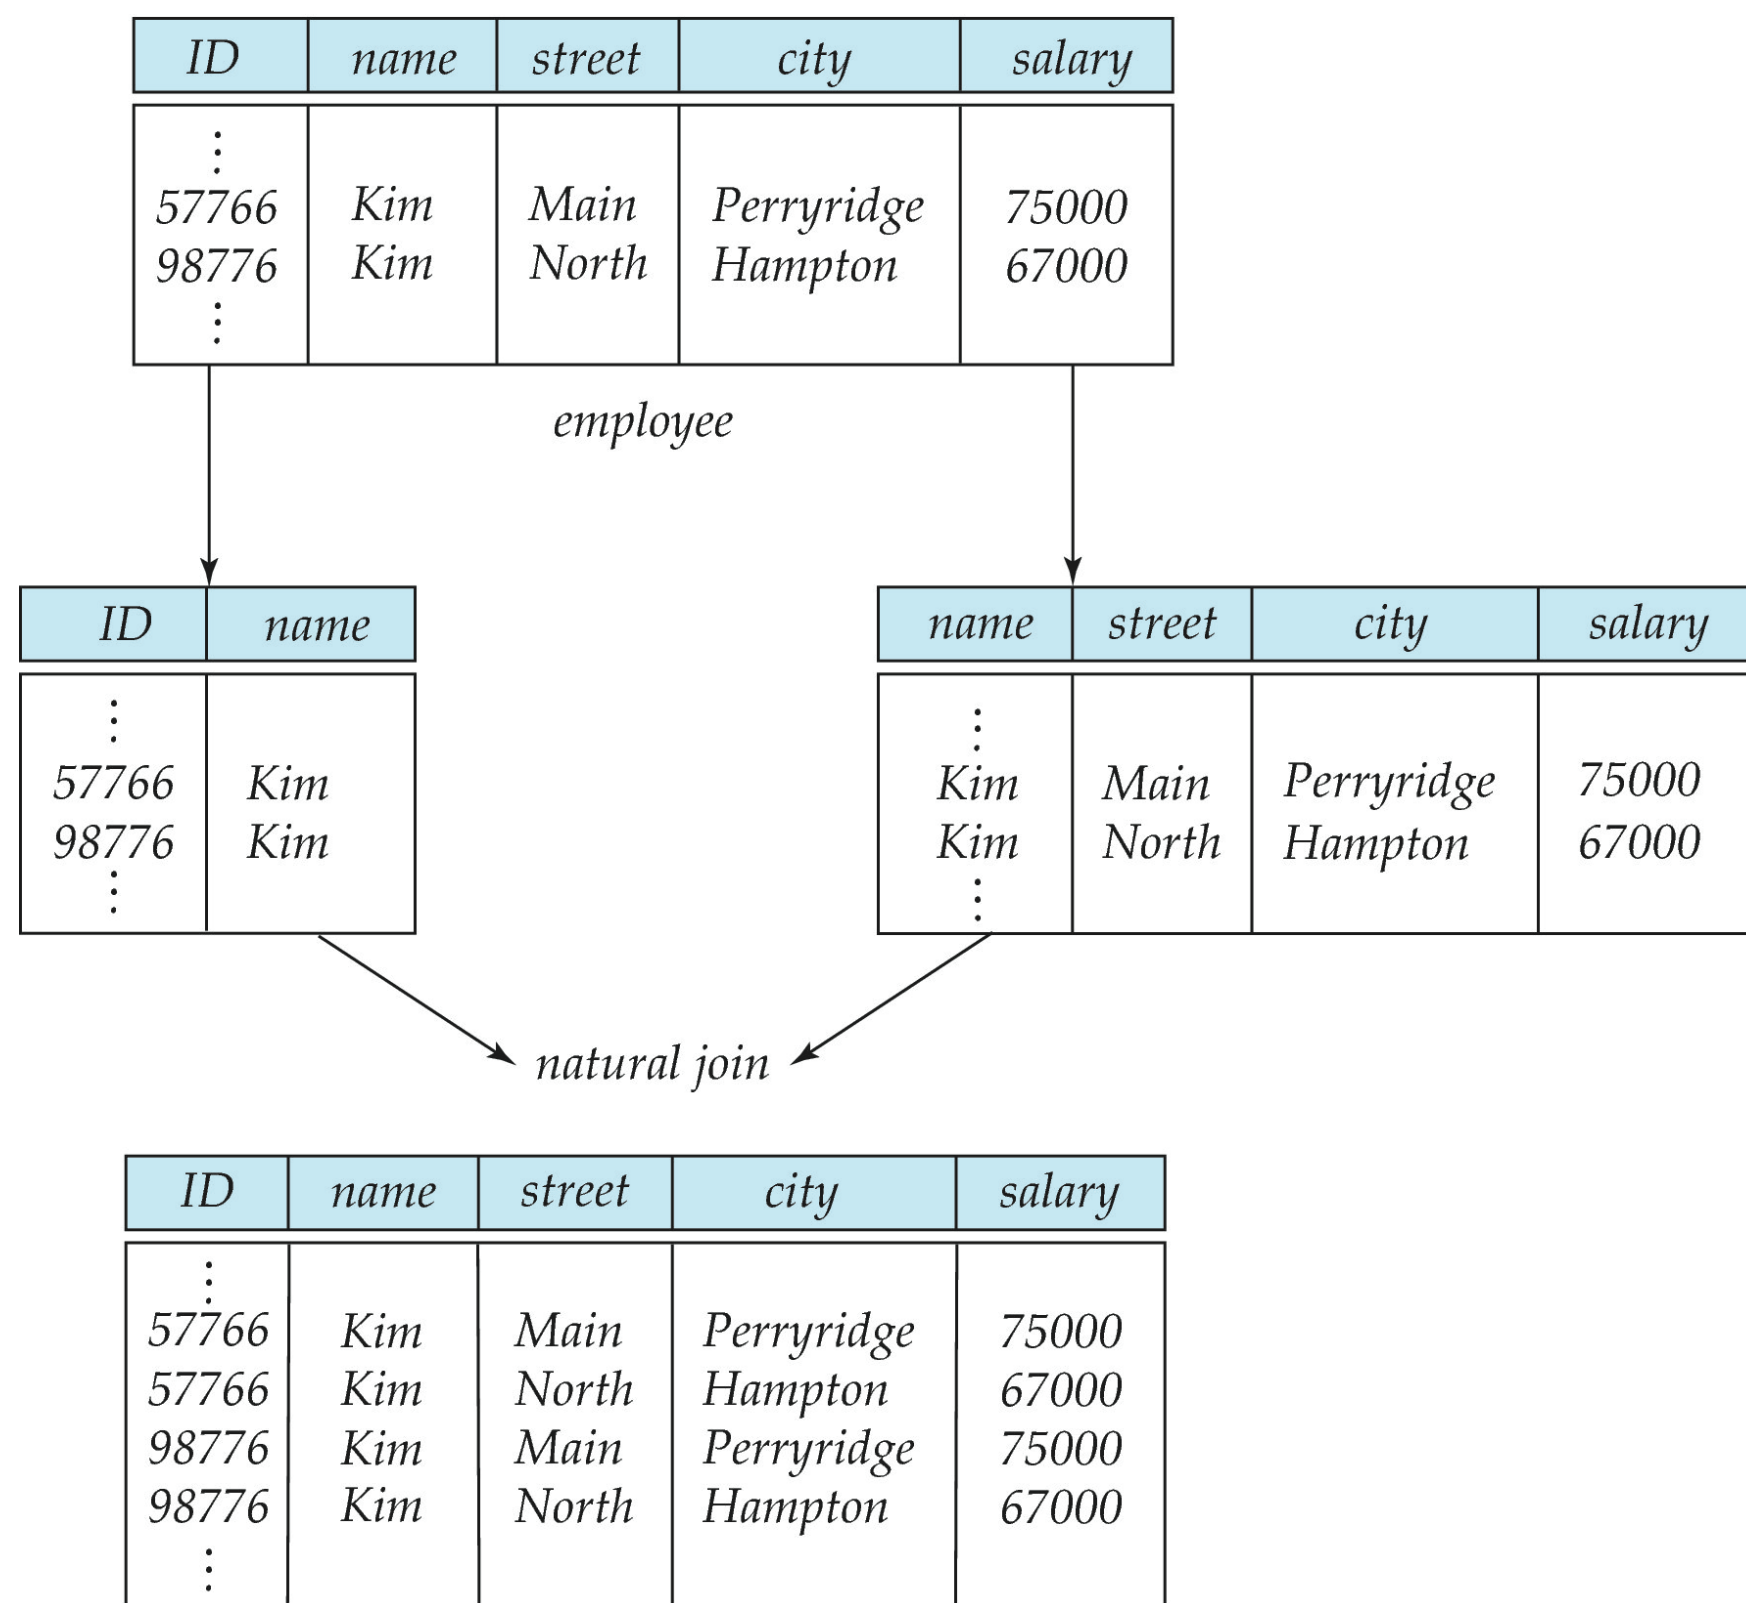 ID name street city salary
57766 Kim Main Perryridge 75000
98776 Kim North Hampton 67000
employee
ID name
57766 Kim
98776 Kim
name street city salary
Kim Main Perryridge 75000
Kim North Hampton 67000
natural join
ID name street city salary
57766 Kim Main Perryridge 75000
57766 Kim North Hampton 67000
98776 Kim Main Perryridge 75000
98776 Kim North Hampton 67000